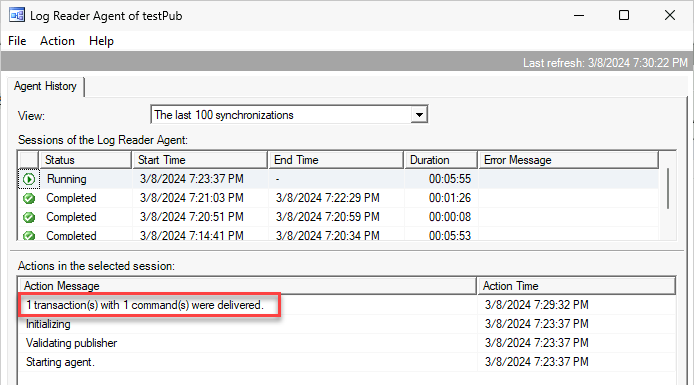 Log Reader Agent of testPub
File Action Help
Last refresh: 3/8/2024 7:30:22 PM
Agent History
View: The last 100 synchronizations
Sessions of the Log Reader Agent:
Status Start Time End Time Duration Error Message
Running 3/8/2024 7:23:37 PM - 00:05:55
Completed 3/8/2024 7:21:03 PM 3/8/2024 7:22:29 PM 00:01:26
Completed 3/8/2024 7:20:51 PM 3/8/2024 7:20:59 PM 00:00:08
Completed 3/8/2024 7:14:41 PM 3/8/2024 7:20:34 PM 00:05:53
Actions in the selected session:
Action Message Action Time
1 transaction(s) with 1 command(s) were delivered. 3/8/2024 7:29:32 PM
Initializing 3/8/2024 7:23:37 PM
Validating publisher 3/8/2024 7:23:37 PM
Starting agent. 3/8/2024 7:23:37 PM